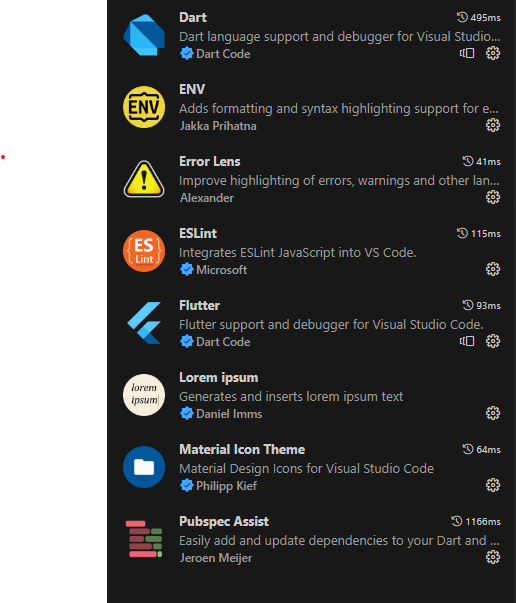 Dart 495ms
Dart language support and debugger for Visual Studio...
Dart Code
ENV
ENV
Adds formatting and syntax highlighting support for e...
Jakka Prihatna
Error Lens 41ms
Improve highlighting of errors, warnings and other lan...
Alexander
ESLint 115ms
ES
Lint
Integrates ESLint JavaScript into VS Code.
Microsoft
Flutter 93ms
Flutter support and debugger for Visual Studio Code.
Dart Code
Lorem ipsum
lorem
ipsum
Generates and inserts lorem ipsum text
Daniel Imms
Material Icon Theme 64ms
Material Design Icons for Visual Studio Code
Philipp Kief
Pubspec Assist 1166ms
Easily add and update dependencies to your Dart and ...
Jeroen Meijer